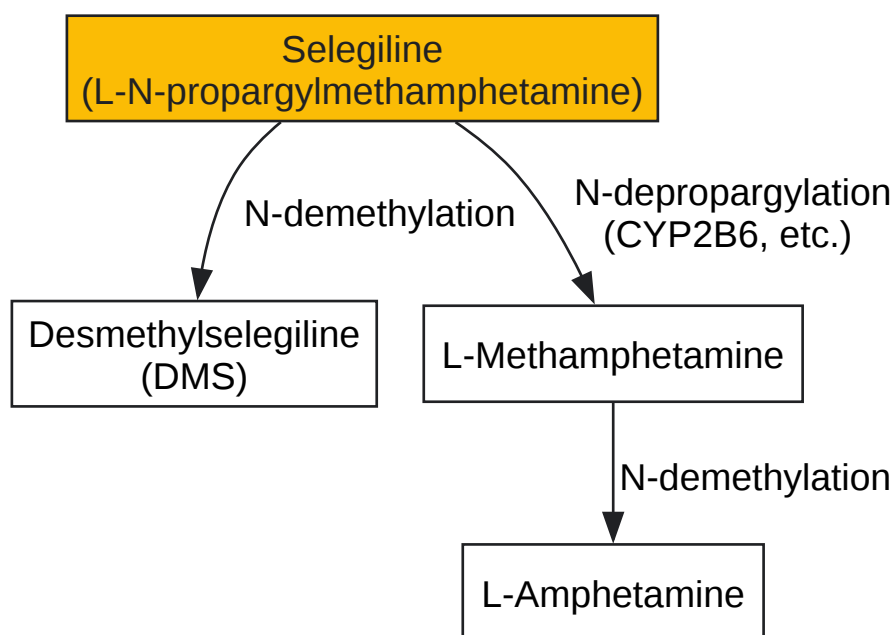 Selegiline
(L-N-propargylmethamphetamine)
N-demethylation
N-depropargylation
(CYP2B6, etc.)
Desmethylselegiline
(DMS)
L-Methamphetamine
N-demethylation
L-Amphetamine